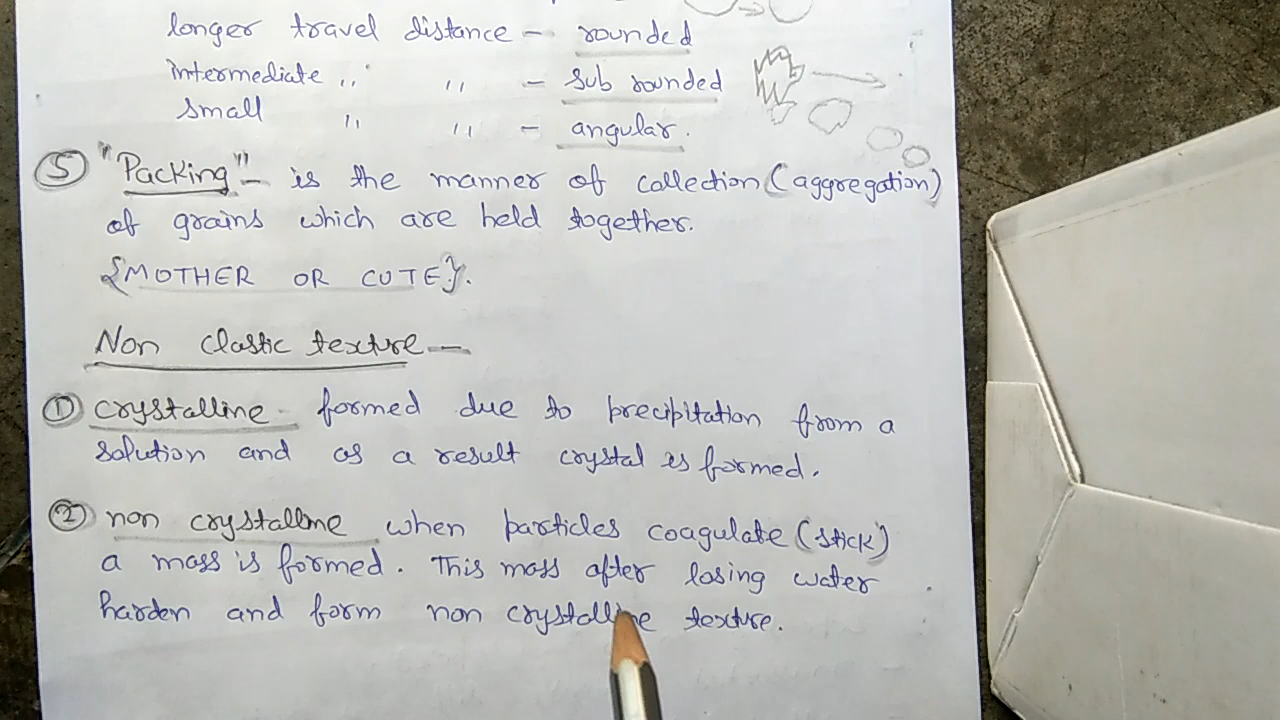 longer travel distance - rounded
intermediate ,, ,, - sub rounded
small ,, ,, - angular.
5 "Packing" - is the manner of collection (aggregation)
of grains which are held together.
{MOTHER OR CUTE}.
Non clastic texture -
1 crystalline - formed due to precipitation from a
solution and as a result crystal is formed.
2 non crystalline when particles coagulate (stick)
a mass is formed. This mass after losing water
harden and form non crystalline texture.